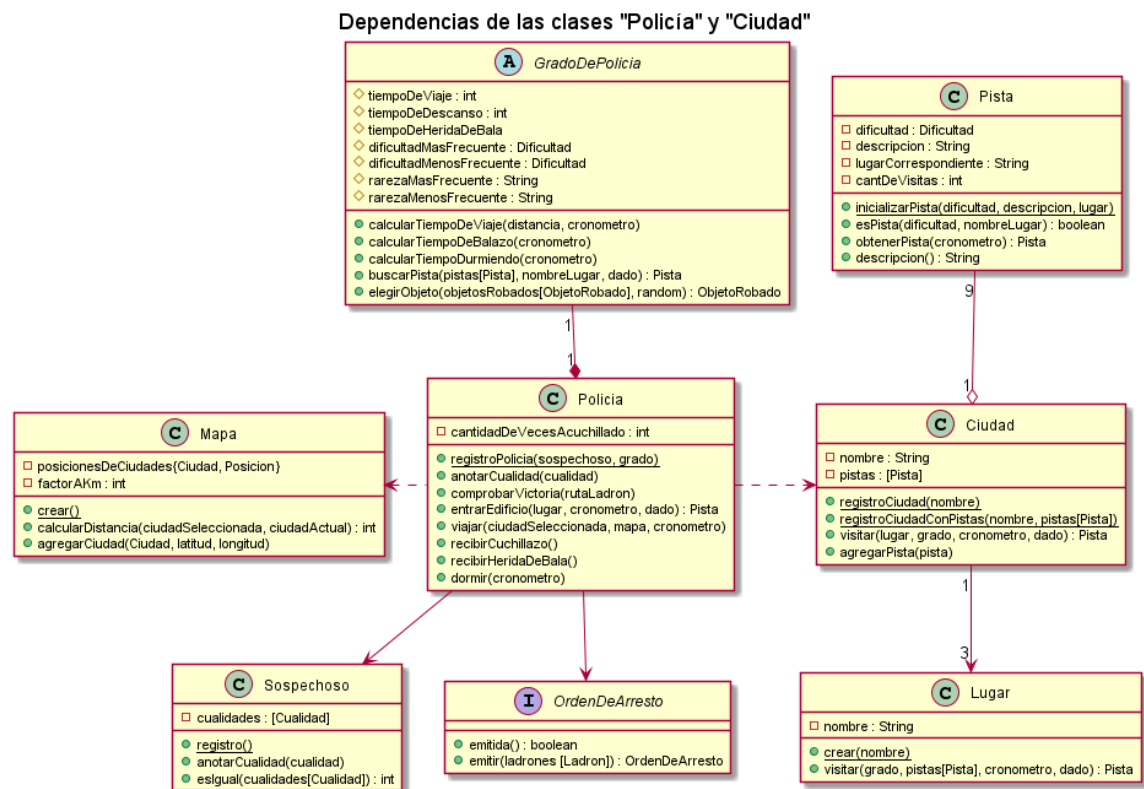 Dependencias de las clases "Policía" y "Ciudad"
A GradoDePolicia
tiempoDeViaje : int
tiempoDeDescanso : int
tiempoDeHeridaDeBala
dificultadMasFrecuente : Dificultad
dificultadMenosFrecuente : Dificultad
rarezaMasFrecuente : String
rarezaMenosFrecuente : String
calcularTiempoDeViaje(distancia, cronometro)
calcularTiempoDeBalazo(cronometro)
calcularTiempoDurmiendo(cronometro)
buscarPista(pistas[Pista], nombreLugar, dado) : Pista
elegirObjeto(objetosRobados[ObjetoRobado], random) : ObjetoRobado
C Pista
dificultad : Dificultad
descripcion : String
lugarCorrespondiente : String
cantDeVisitas : int
inicializarPista(dificultad, descripcion, lugar)
esPista(dificultad, nombreLugar) : boolean
obtenerPista(cronometro) : Pista
descripcion() : String
1
1
9
1
C Mapa
posicionesDeCiudades{Ciudad, Posicion}
factorAKm : int
crear()
calcularDistancia(ciudadSeleccionada, ciudadActual) : int
agregarCiudad(Ciudad, latitud, longitud)
C Policia
cantidadDeVecesAcuchillado : int
registroPolicia(sospechoso, grado)
anotarCualidad(cualidad)
comprobarVictoria(rutaLadron)
entrarEdificio(lugar, cronometro, dado) : Pista
viajar(ciudadSeleccionada, mapa, cronometro)
recibirCuchillazo()
recibirHeridaDeBala()
dormir(cronometro)
C Ciudad
nombre : String
pistas : [Pista]
registroCiudad(nombre)
registroCiudadConPistas(nombre, pistas[Pista])
visitar(lugar, grado, cronometro, dado) : Pista
agregarPista(pista)
1
3
C Sospechoso
cualidades : [Cualidad]
registro()
anotarCualidad(cualidad)
esIgual(cualidades[Cualidad]) : int
I OrdenDeArresto
emitida() : boolean
emitir(ladrones [Ladron]) : OrdenDeArresto
C Lugar
nombre : String
crear(nombre)
visitar(grado, pistas[Pista], cronometro, dado) : Pista